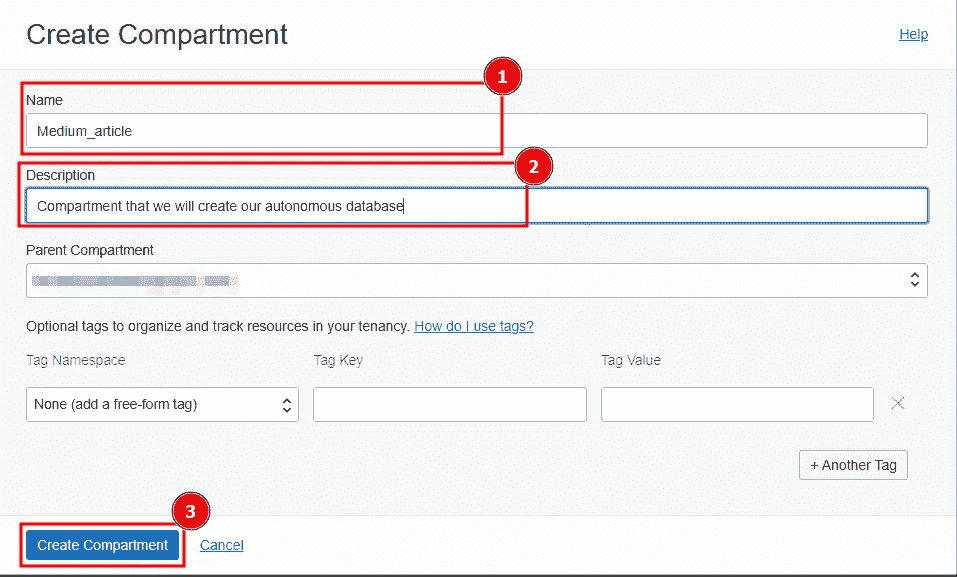 Create Compartment
Help
1
Name
Medium_article
2
Description
Compartment that we will create our autonomous database
Parent Compartment
Optional tags to organize and track resources in your tenancy. How do I use tags?
Tag Namespace Tag Key Tag Value
None (add a free-form tag)
+ Another Tag
3
Create Compartment Cancel